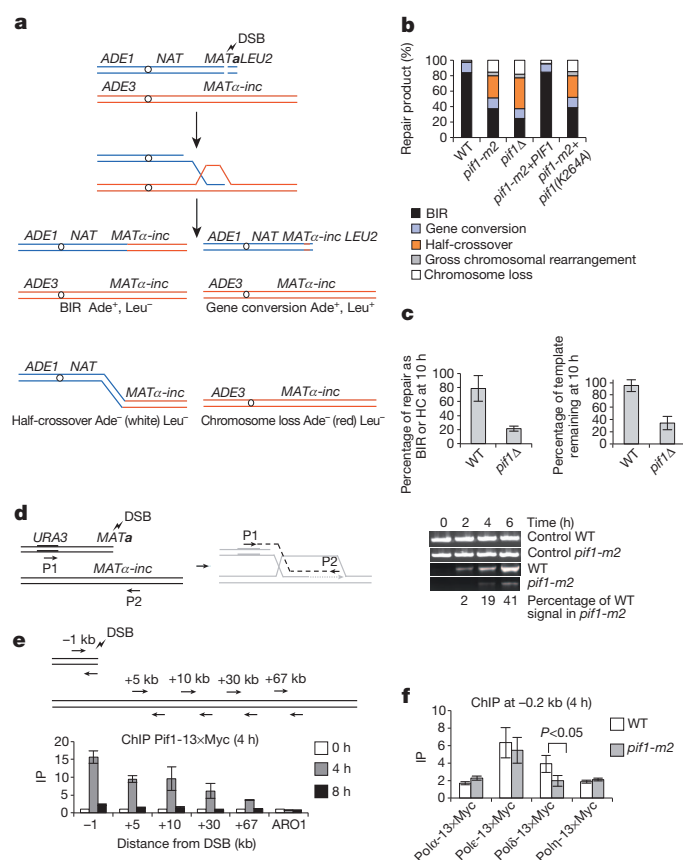 a
DSB
ADE1 NAT MATaLEU2
ADE3 MATα-inc
ADE1 NAT MATα-inc
ADE1 NAT MATα-inc LEU2
ADE3 MATα-inc
ADE3 MATα-inc
BIR Ade⁺, Leu⁻
Gene conversion Ade⁺, Leu⁺
ADE1 NAT
MATα-inc
ADE3 MATα-inc
Half-crossover Ade⁻ (white) Leu⁻
Chromosome loss Ade⁻ (red) Leu⁻
b
Repair product (%)
100
80
60
40
20
0
WT
pif1-m2
pif1Δ
pif1-m2+PIF1
pif1-m2+
pif1(K264A)
BIR
Gene conversion
Half-crossover
Gross chromosomal rearrangement
Chromosome loss
c
Percentage of repair as
BIR or HC at 10 h
100
80
60
40
20
0
WT
pif1Δ
Percentage of template
remaining at 10 h
100
80
60
40
20
0
WT
pif1Δ
d
DSB
URA3 MATa
P1
MATα-inc
P2
P1
P2
0 2 4 6 Time (h)
Control WT
Control pif1-m2
WT
pif1-m2
2 19 41 Percentage of WT
signal in pif1-m2
e
−1 kb
DSB
+5 kb +10 kb +30 kb +67 kb
ChIP Pif1-13×Myc (4 h)
IP
20
15
10
5
0
0 h
4 h
8 h
−1 +5 +10 +30 +67 ARO1
Distance from DSB (kb)
f
ChIP at −0.2 kb (4 h)
IP
10
8
6
4
2
0
P<0.05
WT
pif1-m2
Polα-13×Myc
Polε-13×Myc
Polδ-13×Myc
Polη-13×Myc